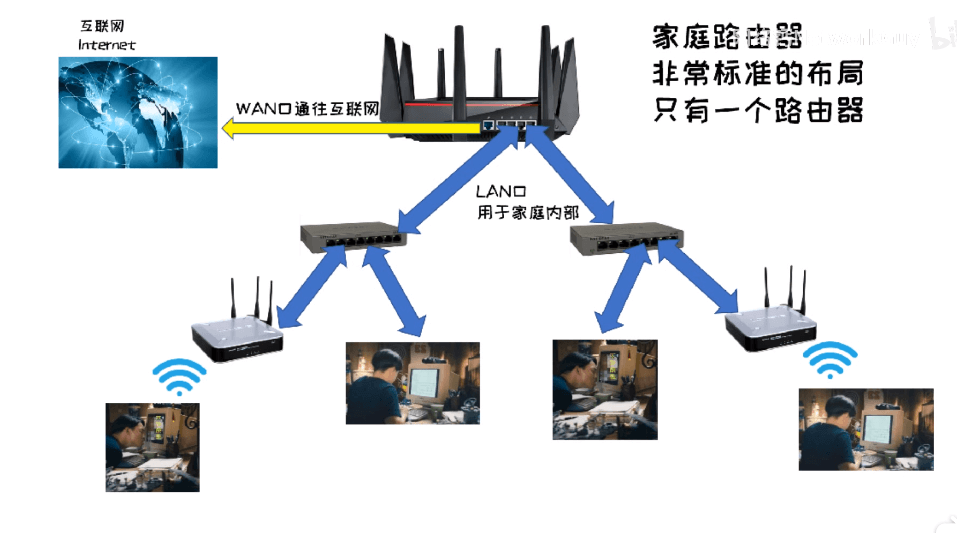 互联网
Internet
家庭路由器
非常标准的布局
只有一个路由器
WAN口通往互联网
LAN口
用于家庭内部